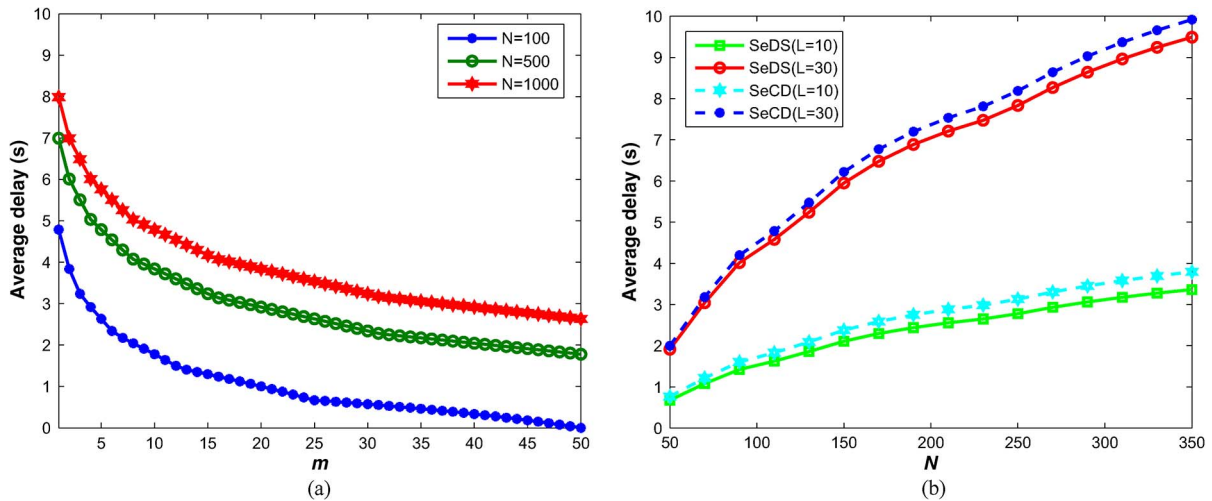 10
9
8
7
6
5
4
3
2
1
0
Average delay (s)
N=100
N=500
N=1000
5 10 15 20 25 30 35 40 45 50
m
(a)
10
9
8
7
6
5
4
3
2
1
0
Average delay (s)
SeDS(L=10)
SeDS(L=30)
SeCD(L=10)
SeCD(L=30)
50 100 150 200 250 300 350
N
(b)